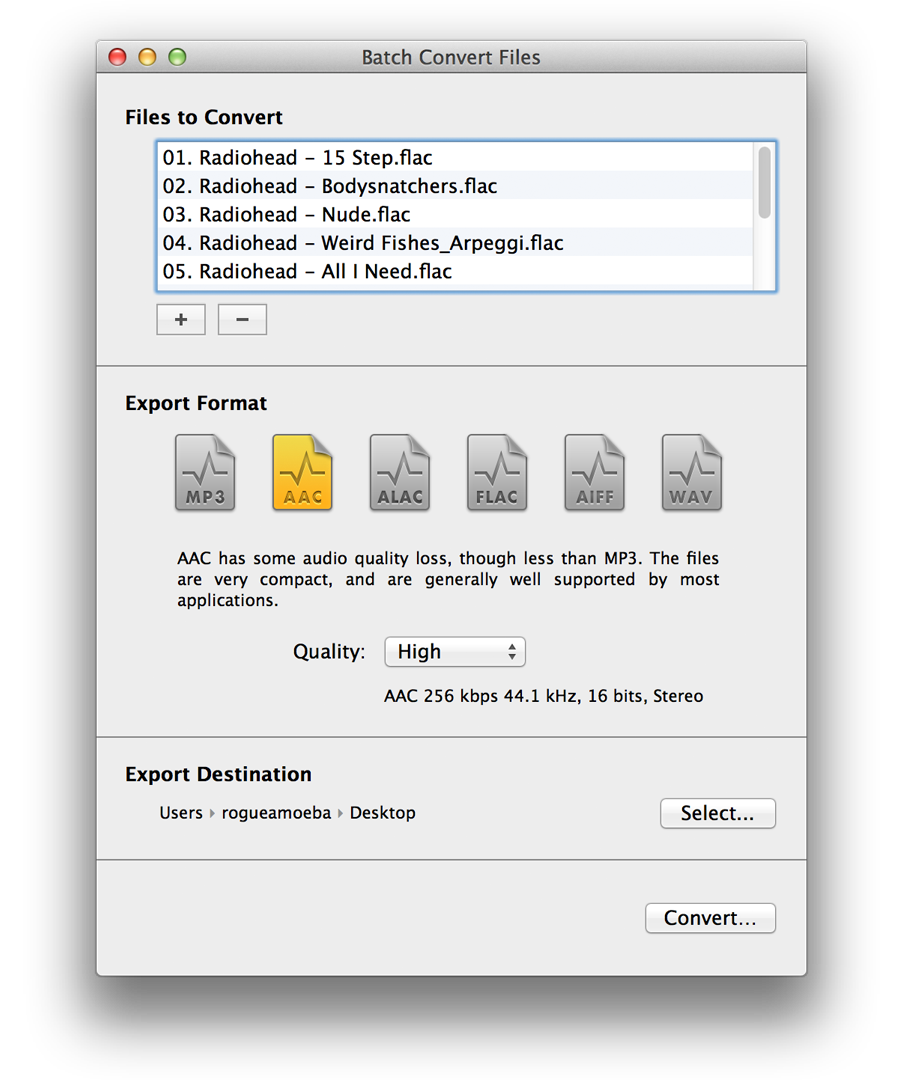 Batch Convert Files
Files to Convert
01. Radiohead – 15 Step.flac
02. Radiohead – Bodysnatchers.flac
03. Radiohead – Nude.flac
04. Radiohead – Weird Fishes_Arpeggi.flac
05. Radiohead – All I Need.flac
+ −
Export Format
MP3 AAC ALAC FLAC AIFF WAV
AAC has some audio quality loss, though less than MP3. The files
are very compact, and are generally well supported by most
applications.
Quality: High
AAC 256 kbps 44.1 kHz, 16 bits, Stereo
Export Destination
Users ▸ rogueamoeba ▸ Desktop Select...
Convert...